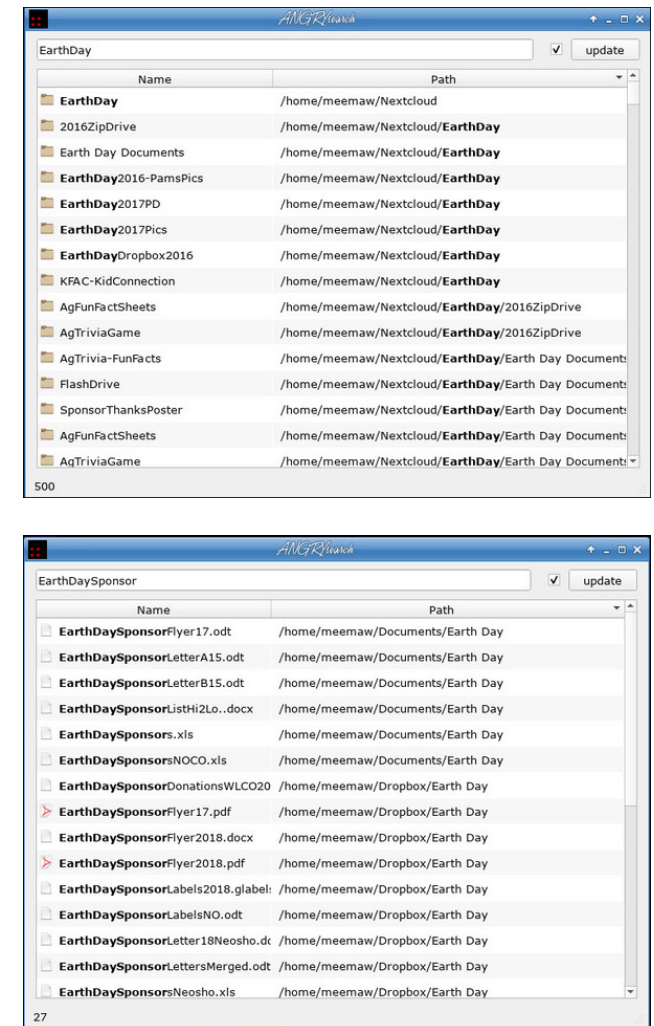 ANGRYsearch
EarthDay update
Name Path
EarthDay /home/meemaw/Nextcloud
2016ZipDrive /home/meemaw/Nextcloud/EarthDay
Earth Day Documents /home/meemaw/Nextcloud/EarthDay
EarthDay2016-PamsPics /home/meemaw/Nextcloud/EarthDay
EarthDay2017PD /home/meemaw/Nextcloud/EarthDay
EarthDay2017Pics /home/meemaw/Nextcloud/EarthDay
EarthDayDropbox2016 /home/meemaw/Nextcloud/EarthDay
KFAC-KidConnection /home/meemaw/Nextcloud/EarthDay
AgFunFactSheets /home/meemaw/Nextcloud/EarthDay/2016ZipDrive
AgTriviaGame /home/meemaw/Nextcloud/EarthDay/2016ZipDrive
AgTrivia-FunFacts /home/meemaw/Nextcloud/EarthDay/Earth Day Documents
FlashDrive /home/meemaw/Nextcloud/EarthDay/Earth Day Documents
SponsorThanksPoster /home/meemaw/Nextcloud/EarthDay/Earth Day Documents
AgFunFactSheets /home/meemaw/Nextcloud/EarthDay/Earth Day Documents
AgTriviaGame /home/meemaw/Nextcloud/EarthDay/Earth Day Documents
500
ANGRYsearch
EarthDaySponsor update
Name Path
EarthDaySponsorFlyer17.odt /home/meemaw/Documents/Earth Day
EarthDaySponsorLetterA15.odt /home/meemaw/Documents/Earth Day
EarthDaySponsorLetterB15.odt /home/meemaw/Documents/Earth Day
EarthDaySponsorListHi2Lo..docx /home/meemaw/Documents/Earth Day
EarthDaySponsors.xls /home/meemaw/Documents/Earth Day
EarthDaySponsorsNOCO.xls /home/meemaw/Documents/Earth Day
EarthDaySponsorDonationsWLCO20 /home/meemaw/Dropbox/Earth Day
EarthDaySponsorFlyer17.pdf /home/meemaw/Dropbox/Earth Day
EarthDaySponsorFlyer2018.docx /home/meemaw/Dropbox/Earth Day
EarthDaySponsorFlyer2018.pdf /home/meemaw/Dropbox/Earth Day
EarthDaySponsorLabels2018.glabels /home/meemaw/Dropbox/Earth Day
EarthDaySponsorLabelsNO.odt /home/meemaw/Dropbox/Earth Day
EarthDaySponsorLetter18Neosho.dc /home/meemaw/Dropbox/Earth Day
EarthDaySponsorLettersMerged.odt /home/meemaw/Dropbox/Earth Day
EarthDaySponsorsNeosho.xls /home/meemaw/Dropbox/Earth Day
27